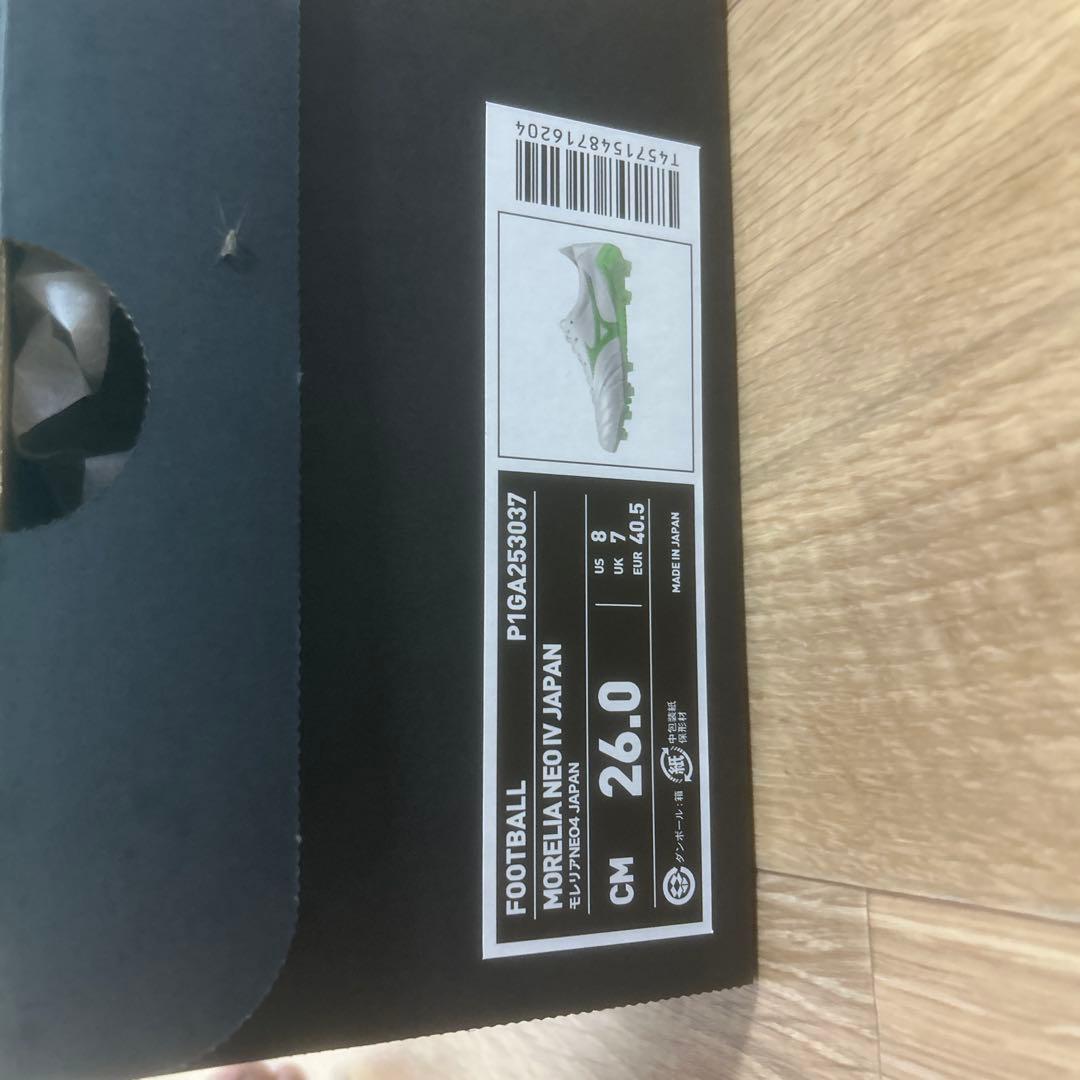 FOOTBALL P1GA253037
MORELIA NEO IV JAPAN
モレリアNEO4 JAPAN
CM 26.0
US 8
UK 7
EUR 40.5
ダンボール:箱
紙
中包装紙
保形材
MADE IN JAPAN
T4571548716204